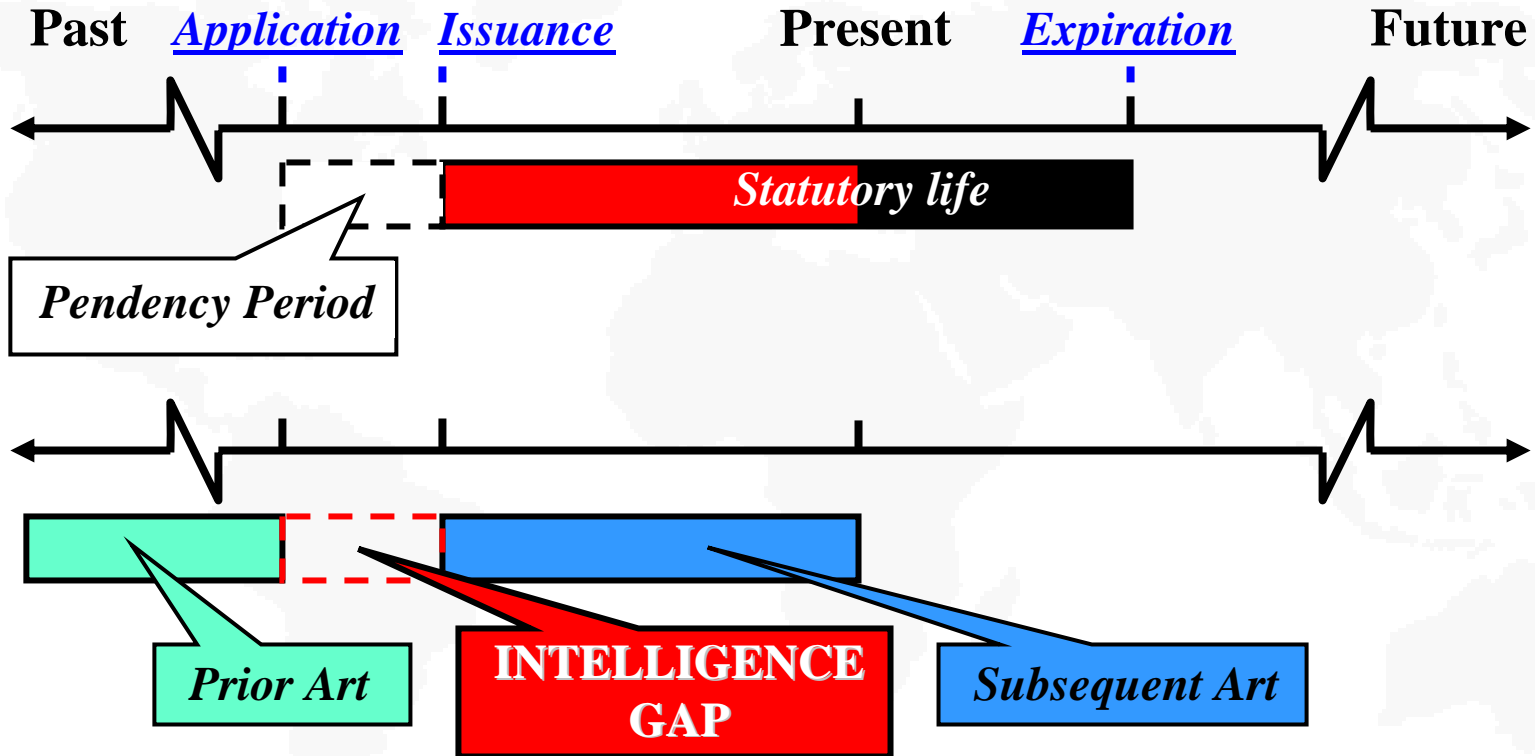 Past Application Issuance Present Expiration Future
Statutory life
Pendency Period
Prior Art
INTELLIGENCE
GAP
Subsequent Art